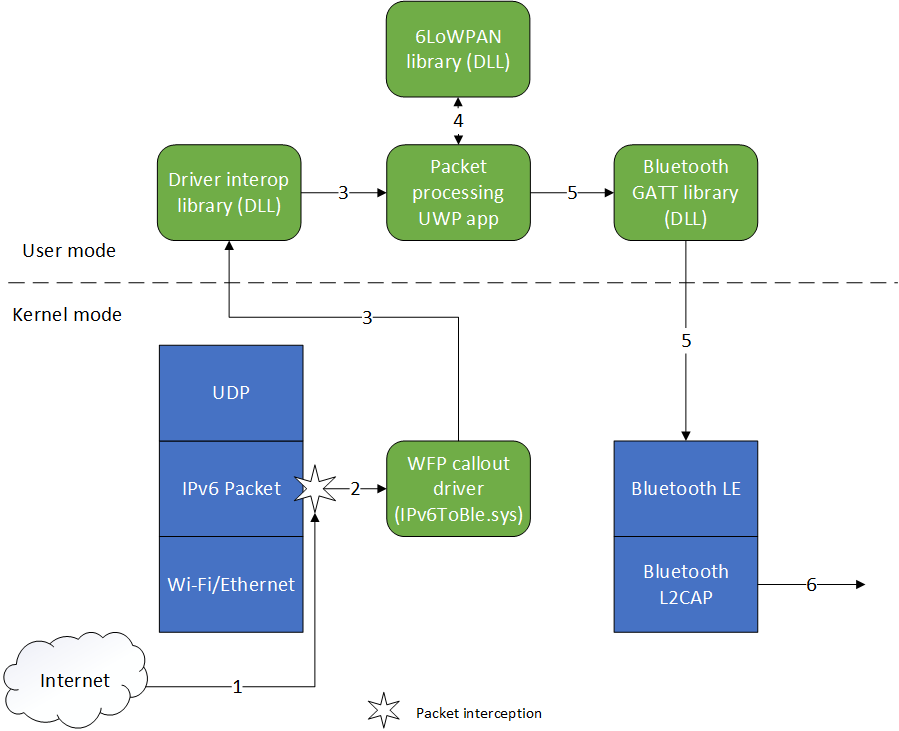 6LoWPAN
library (DLL)
4
Driver interop
library (DLL)
3
Packet
processing
UWP app
5
Bluetooth
GATT library
(DLL)
User mode
Kernel mode
3
5
UDP
IPv6 Packet
2
WFP callout
driver
(IPv6ToBle.sys)
Bluetooth LE
Wi-Fi/Ethernet
Bluetooth
L2CAP
6
Internet
1
Packet interception